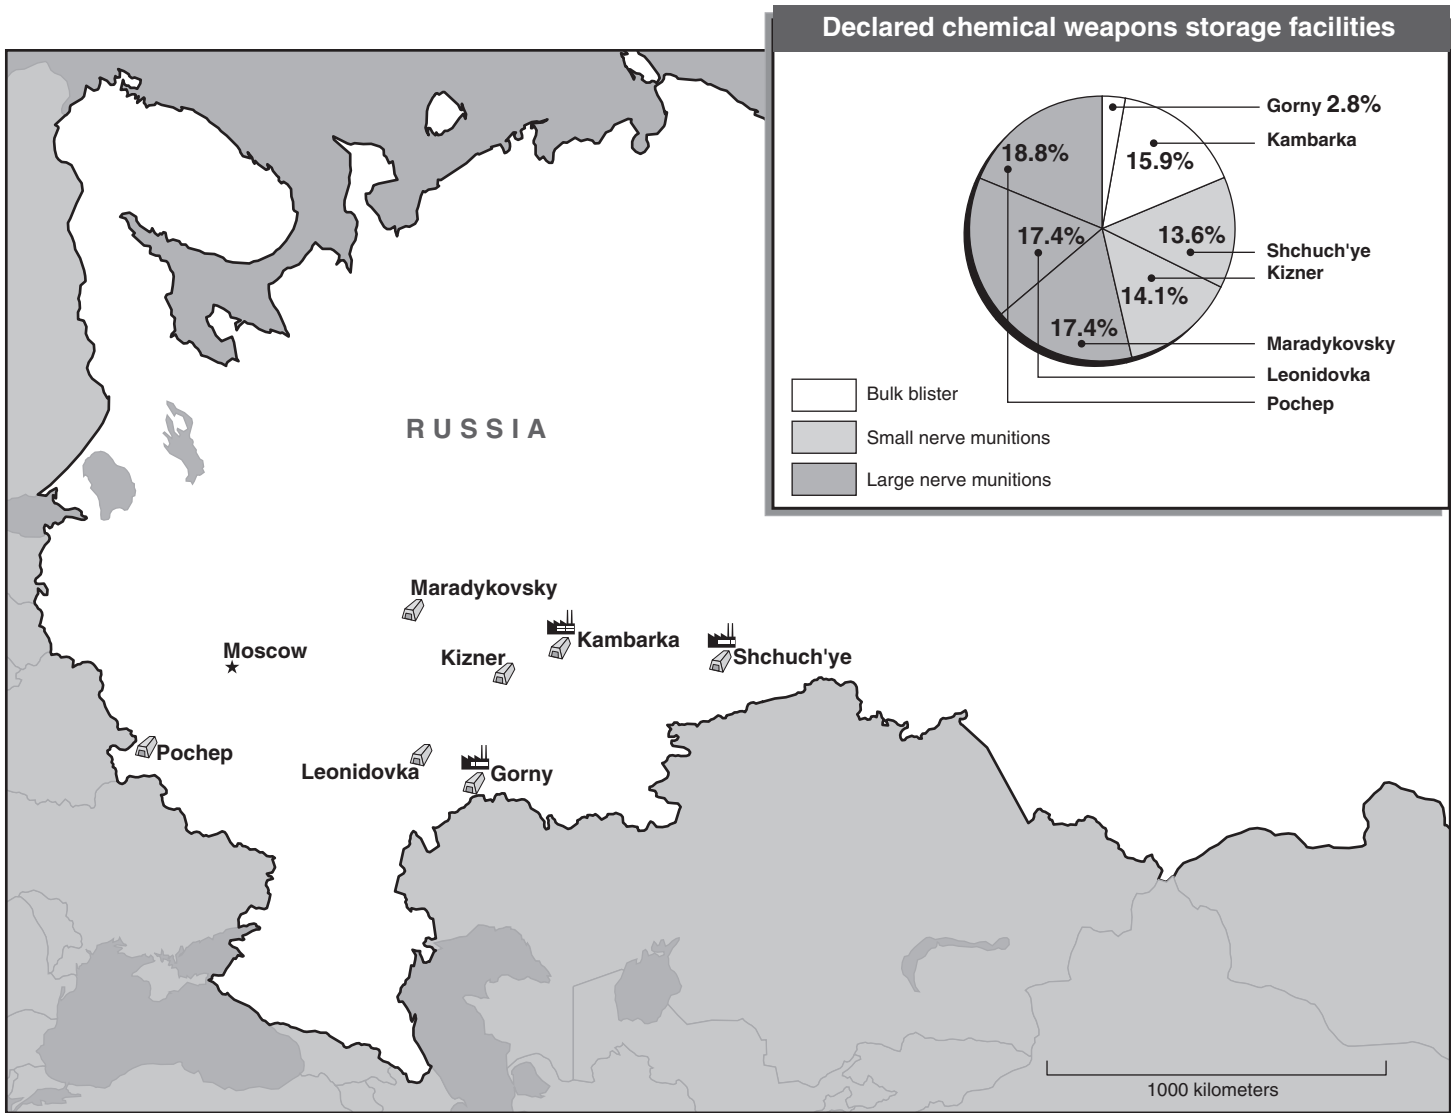 Declared chemical weapons storage facilities
Gorny 2.8%
Kambarka
15.9%
18.8%
17.4%
13.6%
Shchuch'ye
Kizner
14.1%
17.4%
Maradykovsky
Leonidovka
Pochep
Bulk blister
Small nerve munitions
Large nerve munitions
RUSSIA
Maradykovsky
Kambarka
Moscow
Kizner
Shchuch'ye
Pochep
Leonidovka
Gorny
1000 kilometers